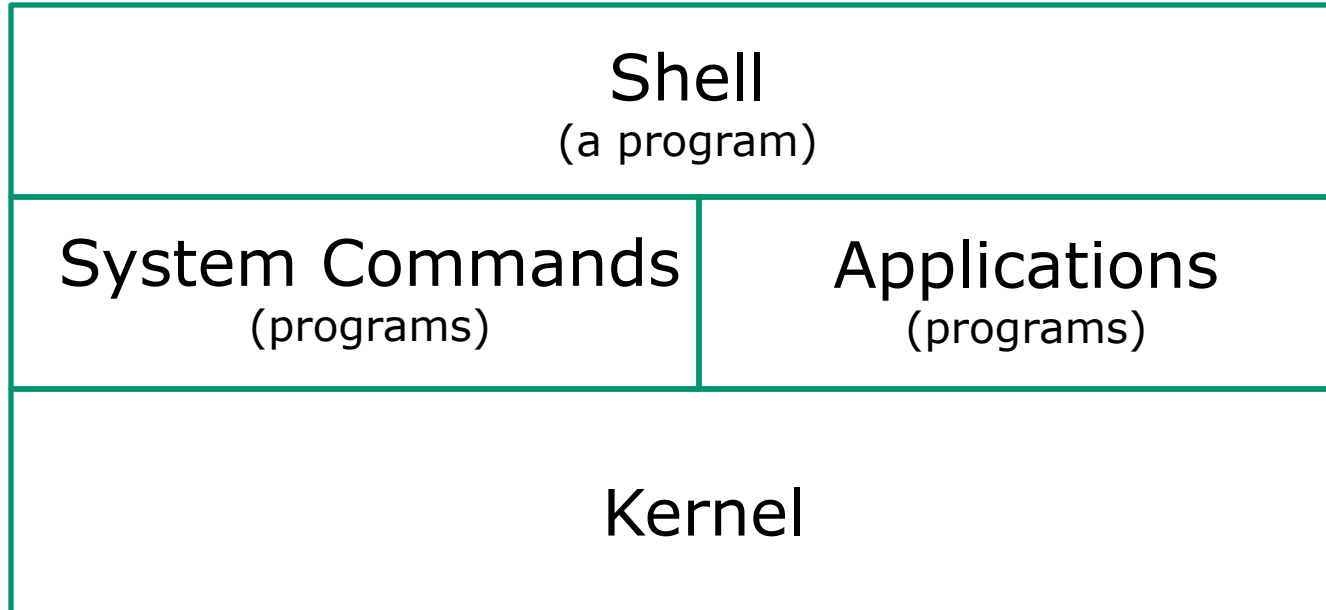 Shell
(a program)
System Commands
(programs)
Applications
(programs)
Kernel